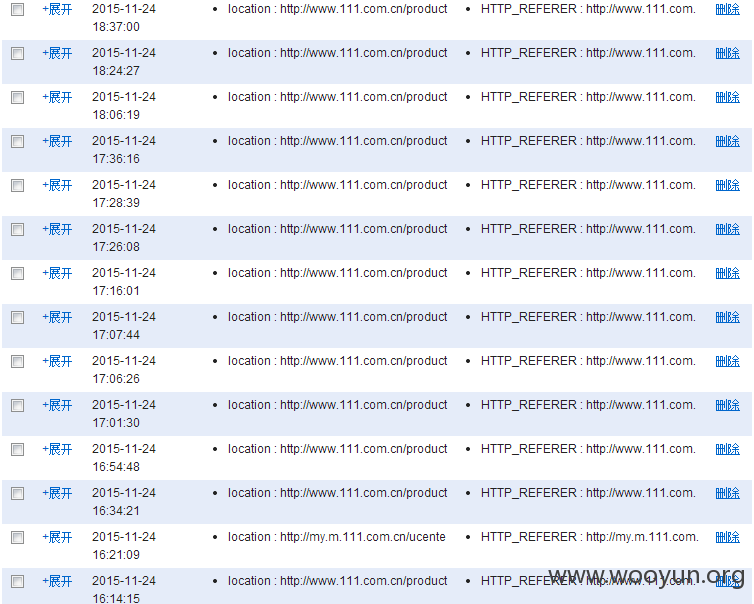 +展开 2015-11-24 • location : http://www.111.com.cn/product • HTTP_REFERER : http://www.111.com. 删除
18:37:00
+展开 2015-11-24 • location : http://www.111.com.cn/product • HTTP_REFERER : http://www.111.com. 删除
18:24:27
+展开 2015-11-24 • location : http://www.111.com.cn/product • HTTP_REFERER : http://www.111.com. 删除
18:06:19
+展开 2015-11-24 • location : http://www.111.com.cn/product • HTTP_REFERER : http://www.111.com. 删除
17:36:16
+展开 2015-11-24 • location : http://www.111.com.cn/product • HTTP_REFERER : http://www.111.com. 删除
17:28:39
+展开 2015-11-24 • location : http://www.111.com.cn/product • HTTP_REFERER : http://www.111.com. 删除
17:26:08
+展开 2015-11-24 • location : http://www.111.com.cn/product • HTTP_REFERER : http://www.111.com. 删除
17:16:01
+展开 2015-11-24 • location : http://www.111.com.cn/product • HTTP_REFERER : http://www.111.com. 删除
17:07:44
+展开 2015-11-24 • location : http://www.111.com.cn/product • HTTP_REFERER : http://www.111.com. 删除
17:06:26
+展开 2015-11-24 • location : http://www.111.com.cn/product • HTTP_REFERER : http://www.111.com. 删除
17:01:30
+展开 2015-11-24 • location : http://www.111.com.cn/product • HTTP_REFERER : http://www.111.com. 删除
16:54:48
+展开 2015-11-24 • location : http://www.111.com.cn/product • HTTP_REFERER : http://www.111.com. 删除
16:34:21
+展开 2015-11-24 • location : http://my.m.111.com.cn/ucente • HTTP_REFERER : http://my.m.111.com. 删除
16:21:09
+展开 2015-11-24 • location : http://www.111.com.cn/product • HTTP_REFERER : http://www.111.com. 删除
16:14:15
www.wooyun.org